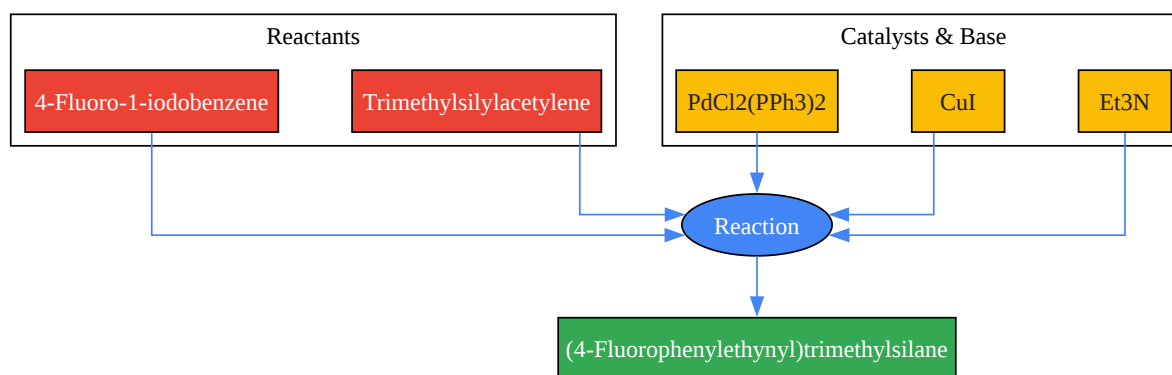 Reactants
Catalysts & Base
4-Fluoro-1-iodobenzene
Trimethylsilylacetylene
PdCl2(PPh3)2
CuI
Et3N
Reaction
(4-Fluorophenylethynyl)trimethylsilane